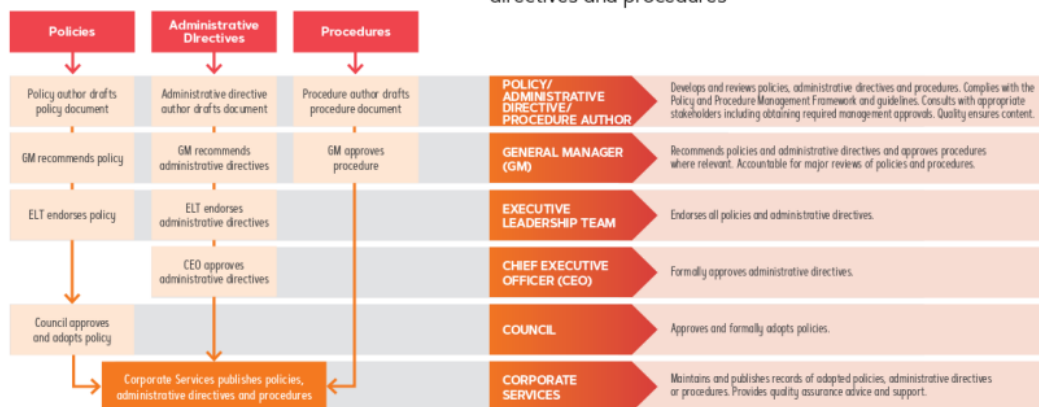 directives and procedures
Policies
Administrative
Directives
Procedures
Policy author drafts
policy document
Administrative directive
author drafts document
Procedure author drafts
procedure document
POLICY/
ADMINISTRATIVE
DIRECTIVE/
PROCEDURE AUTHOR
Develops and reviews policies, administrative directives and procedures. Complies with the
Policy and Procedure Management Framework and guidelines. Consults with appropriate
stakeholders including obtaining required management approvals. Quality ensures content.
GM recommends policy
GM recommends
administrative directives
GM approves
procedure
GENERAL MANAGER
(GM)
Recommends policies and administrative directives and approves procedures
where relevant. Accountable for major reviews of policies and procedures.
ELT endorses policy
ELT endorses
administrative directives
EXECUTIVE
LEADERSHIP TEAM
Endorses all policies and administrative directives.
CEO approves
administrative directives
CHIEF EXECUTIVE
OFFICER (CEO)
Formally approves administrative directives.
Council approves
and adopts policy
COUNCIL
Approves and formally adopts policies.
Corporate Services publishes policies,
administrative directives and procedures
CORPORATE
SERVICES
Maintains and publishes records of adopted policies, administrative directives
or procedures. Provides quality assurance advice and support.